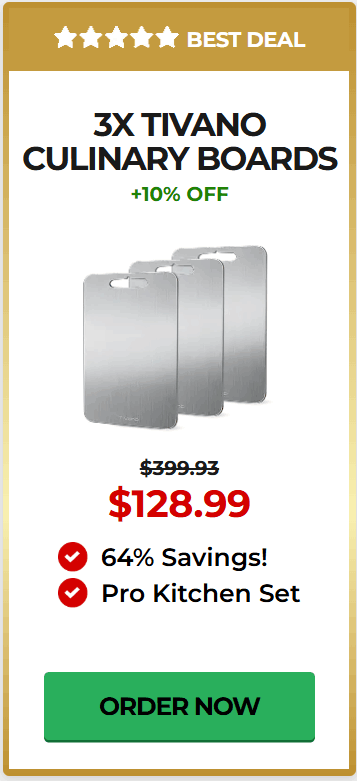 BEST DEAL
3X TIVANO
CULINARY BOARDS
+10% OFF
TIVANO
$399.93
$128.99
64% Savings!
Pro Kitchen Set
ORDER NOW